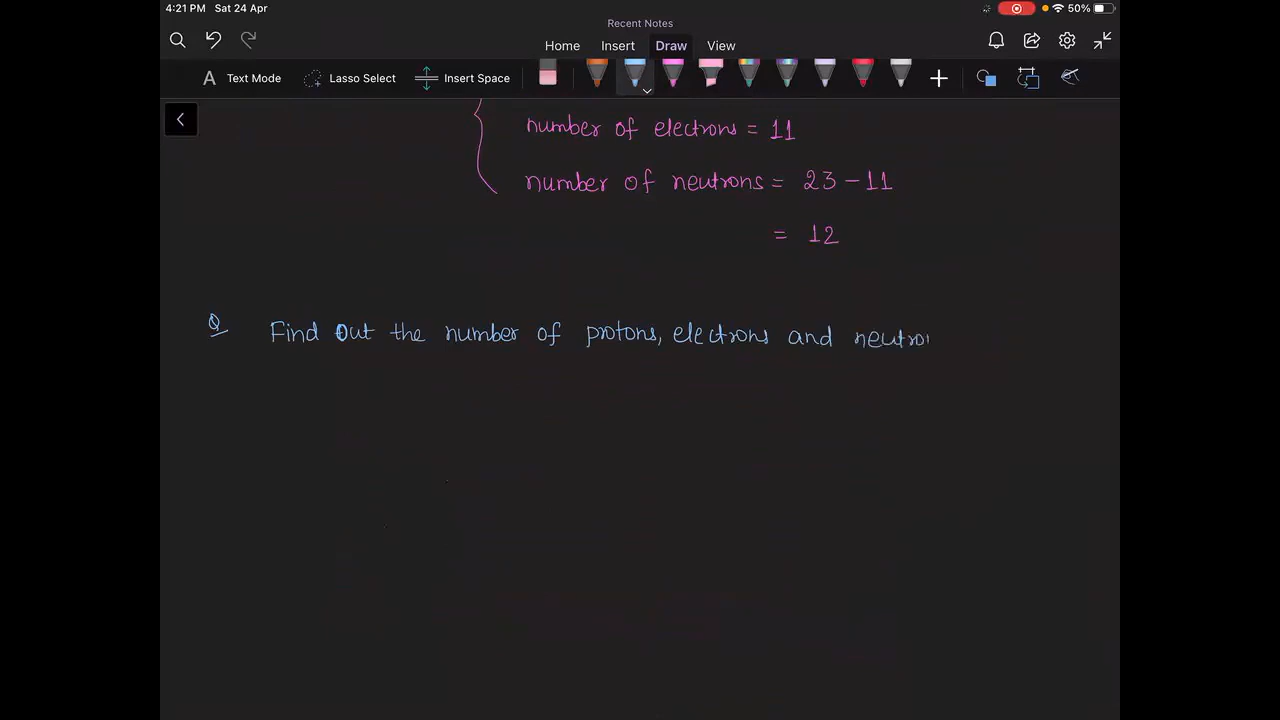 4:21 PM Sat 24 Apr
50%
Recent Notes
Home Insert Draw View
A Text Mode Lasso Select Insert Space
number of electrons = 11
number of neutrons = 23 - 11
= 12
Q Find out the number of protons, electrons and neutron